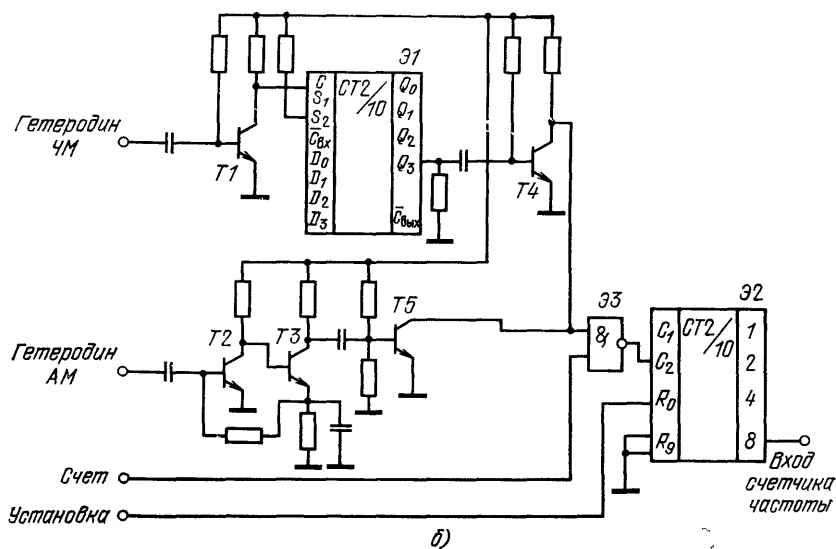 Гетеродин
ЧМ
T1
Э1
C
S1
S2
C̅вх
D0
D1
D2
D3
CT2/10
Q0
Q1
Q2
Q3
C̅вых
T4
Гетеродин
АМ
T2
T3
T5
Э3
&
Э2
C1
C2
R0
R9
CT2/10
1
2
4
8
Вход
счетчика
частоты
Счет
Установка
б)